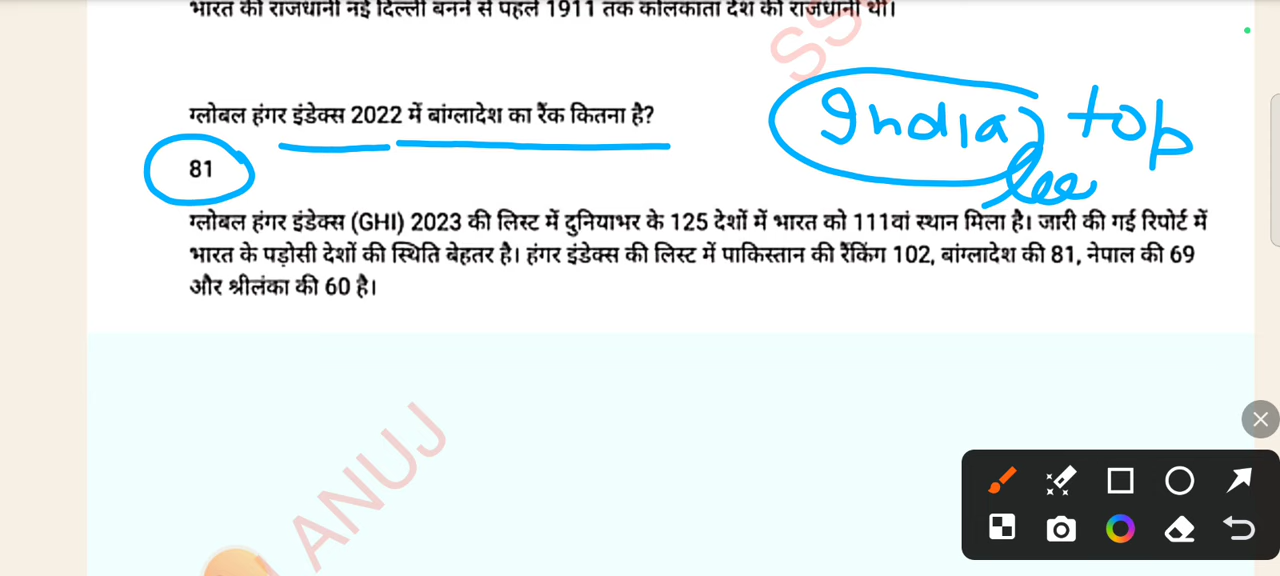 भारत की राजधानी नई दिल्ली बनने से पहले 1911 तक कोलकाता देश की राजधानी थी।
SS
ग्लोबल हंगर इंडेक्स 2022 में बांग्लादेश का रैंक कितना है?
India top
81
ग्लोबल हंगर इंडेक्स (GHI) 2023 की लिस्ट में दुनियाभर के 125 देशों में भारत को 111वां स्थान मिला है। जारी की गई रिपोर्ट में
भारत के पड़ोसी देशों की स्थिति बेहतर है। हंगर इंडेक्स की लिस्ट में पाकिस्तान की रैंकिंग 102, बांग्लादेश की 81, नेपाल की 69
और श्रीलंका की 60 है।
ANUJ